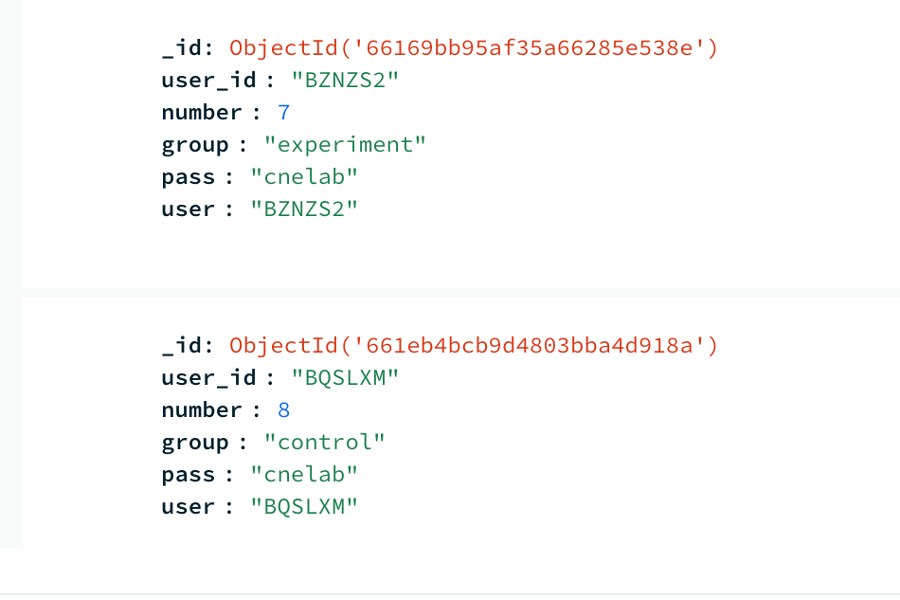 _id: ObjectId('66169bb95af35a66285e538e')
user_id : "BZNZS2"
number : 7
group : "experiment"
pass : "cnelab"
user : "BZNZS2"
_id: ObjectId('661eb4bcb9d4803bba4d918a')
user_id : "BQSLXM"
number : 8
group : "control"
pass : "cnelab"
user : "BQSLXM"